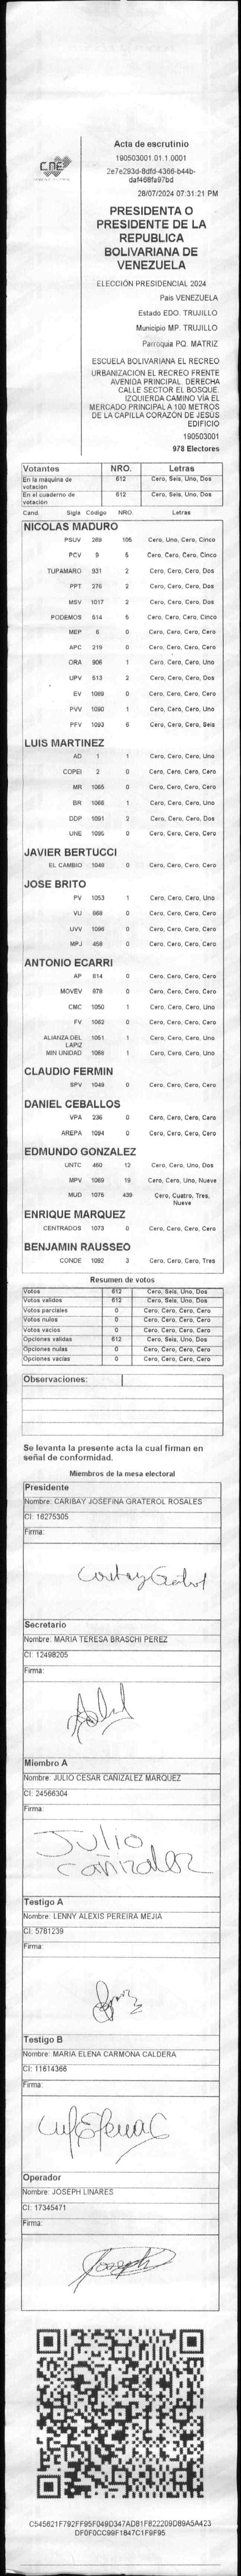 CNE
Acta de escrutinio
190503001.01.1.0001
2e7e293d-8dfd-4366-b44b-
daf468fa97bd
28/07/2024 07:31:21 PM
PRESIDENTA O
PRESIDENTE DE LA
REPUBLICA
BOLIVARIANA DE
VENEZUELA
ELECCIÓN PRESIDENCIAL 2024
País VENEZUELA
Estado EDO. TRUJILLO
Municipio MP. TRUJILLO
Parroquia PQ. MATRIZ
ESCUELA BOLIVARIANA EL RECREO
URBANIZACION EL RECREO FRENTE
AVENIDA PRINCIPAL. DERECHA
CALLE SECTOR EL BOSQUE.
IZQUIERDA CAMINO VÍA EL
MERCADO PRINCIPAL A 100 METROS
DE LA CAPILLA CORAZON DE JESÚS
EDIFICIO
190503001
978 Electores
Votantes NRO. Letras
En la máquina de votación 612 Cero, Seis, Uno, Dos
En el cuaderno de votación 612 Cero, Seis, Uno, Dos
Cand. Sigla Código NRO. Letras
NICOLAS MADURO
PSUV 269 105 Cero, Uno, Cero, Cinco
PCV 9 5 Cero, Cero, Cero, Cinco
TUPAMARO 931 2 Cero, Cero, Cero, Dos
PPT 376 2 Cero, Cero, Cero, Dos
MSV 1017 2 Cero, Cero, Cero, Dos
PODEMOS 514 5 Cero, Cero, Cero, Cinco
MEP 6 0 Cero, Cero, Cero, Cero
APC 219 0 Cero, Cero, Cero, Cero
ORA 906 1 Cero, Cero, Cero, Uno
UPV 513 2 Cero, Cero, Cero, Dos
EV 1089 0 Cero, Cero, Cero, Cero
PVV 1090 1 Cero, Cero, Cero, Uno
PFV 1093 6 Cero, Cero, Cero, Seis
LUIS MARTINEZ
AD 1 1 Cero, Cero, Cero, Uno
COPEI 2 0 Cero, Cero, Cero, Cero
MR 1065 0 Cero, Cero, Cero, Cero
BR 1066 1 Cero, Cero, Cero, Uno
DDP 1091 2 Cero, Cero, Cero, Dos
UNE 1095 0 Cero, Cero, Cero, Cero
JAVIER BERTUCCI
EL CAMBIO 1049 0 Cero, Cero, Cero, Cero
JOSE BRITO
PV 1053 1 Cero, Cero, Cero, Uno
VU 868 0 Cero, Cero, Cero, Cero
UVV 1096 0 Cero, Cero, Cero, Cero
MPJ 458 0 Cero, Cero, Cero, Cero
ANTONIO ECARRI
AP 814 0 Cero, Cero, Cero, Cero
MOVEV 878 0 Cero, Cero, Cero, Cero
CMC 1050 1 Cero, Cero, Cero, Uno
FV 1062 0 Cero, Cero, Cero, Cero
ALIANZA DEL LAPIZ 1051 1 Cero, Cero, Cero, Uno
MIN UNIDAD 1068 1 Cero, Cero, Cero, Uno
CLAUDIO FERMIN
SPV 1048 0 Cero, Cero, Cero, Cero
DANIEL CEBALLOS
VPA 236 0 Cero, Cero, Cero, Cero
AREPA 1094 0 Cero, Cero, Cero, Cero
EDMUNDO GONZALEZ
UNTC 460 12 Cero, Cero, Uno, Dos
MPV 1069 19 Cero, Cero, Uno, Nueve
MUD 1075 439 Cero, Cuatro, Tres, Nueve
ENRIQUE MARQUEZ
CENTRADOS 1073 0 Cero, Cero, Cero, Cero
BENJAMIN RAUSSEO
CONDE 1092 3 Cero, Cero, Cero, Tres
Resumen de votos
Votos 612 Cero, Seis, Uno, Dos
Votos validos 612 Cero, Seis, Uno, Dos
Votos parciales 0 Cero, Cero, Cero, Cero
Votos nulos 0 Cero, Cero, Cero, Cero
Votos vacios 0 Cero, Cero, Cero, Cero
Opciones validas 612 Cero, Seis, Uno, Dos
Opciones nulas 0 Cero, Cero, Cero, Cero
Opciones vacias 0 Cero, Cero, Cero, Cero
Observaciones:
Se levanta la presente acta la cual firman en
señal de conformidad.
Miembros de la mesa electoral
Presidente
Nombre: CARIBAY JOSEFINA GRATEROL ROSALES
CI: 16275305
Firma:
Caribay Graterol
Secretario
Nombre: MARIA TERESA BRASCHI PEREZ
CI: 12498205
Firma:
Miembro A
Nombre: JULIO CESAR CAÑIZALEZ MARQUEZ
CI: 24566304
Firma:
Julio
Cañizalez
Testigo A
Nombre: LENNY ALEXIS PEREIRA MEJIA
CI: 5781239
Firma:
Testigo B
Nombre: MARIA ELENA CARMONA CALDERA
CI: 11614366
Firma:
Operador
Nombre: JOSEPH LINARES
CI: 17345471
Firma:
Joseph
C545621F792FF95F049D347AD81F822209D89A5A423
DF0F0CC99F1847C1F9F95